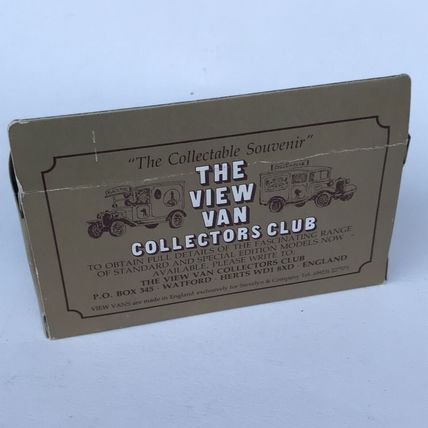 "The Collectable Souvenir"
THE
VIEW
VAN
COLLECTORS CLUB
TO OBTAIN FULL DETAILS OF THE FASCINATING RANGE
OF STANDARD AND SPECIAL EDITION MODELS NOW
AVAILABLE, PLEASE WRITE TO:
THE VIEW VAN COLLECTORS CLUB
P.O. BOX 345 - WATFORD - HERTS WD1 8XD - ENGLAND
VIEW VANS are made in England exclusively for & Company Tel.